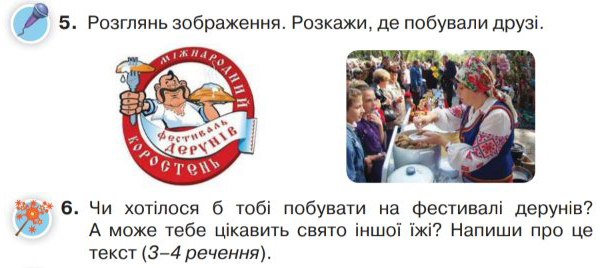 5. Розглянь зображення. Розкажи, де побували друзі.
МІЖНАРОДНИЙ
ФЕСТИВАЛЬ
ДЕРУНІВ
КОРОСТЕНЬ
6. Чи хотілося б тобі побувати на фестивалі дерунів?
А може тебе цікавить свято іншої їжі? Напиши про це
текст (3–4 речення).